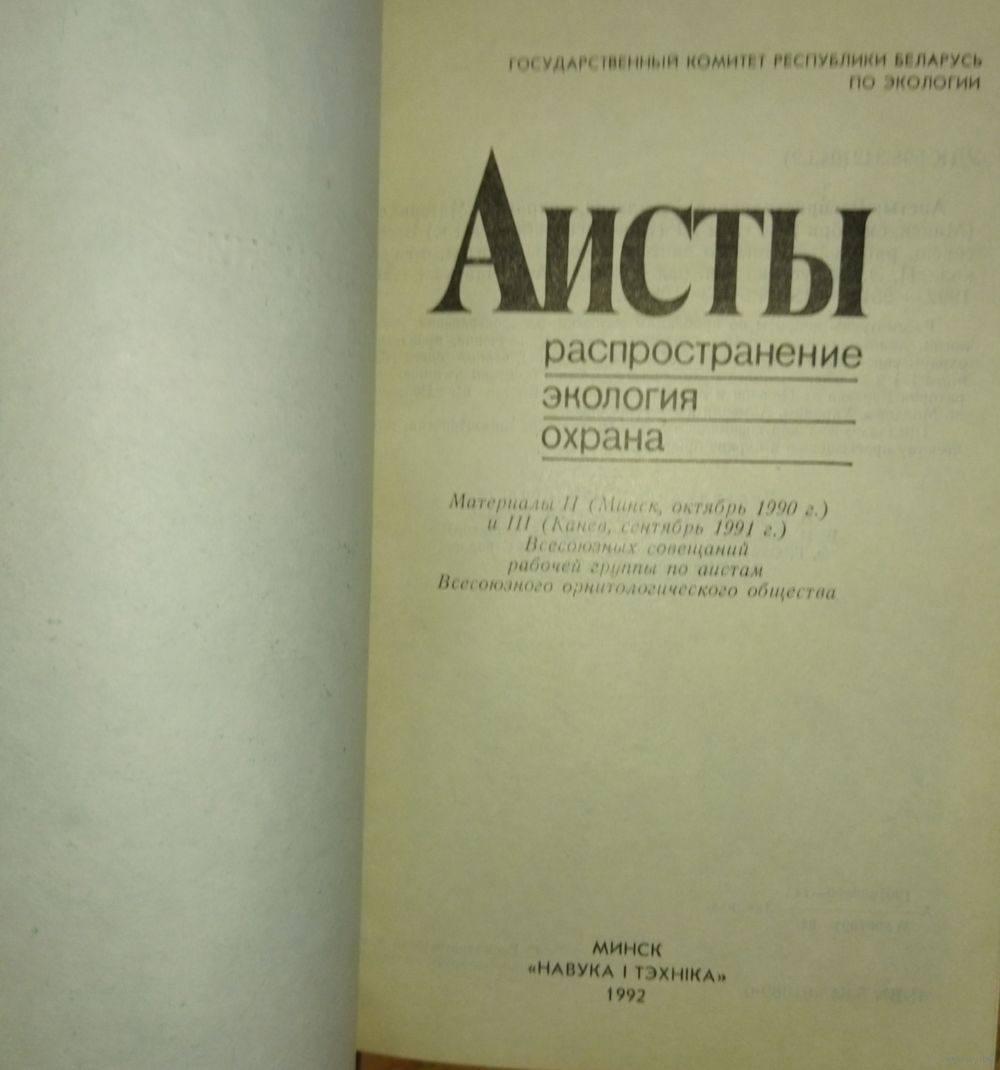 ГОСУДАРСТВЕННЫЙ КОМИТЕТ РЕСПУБЛИКИ БЕЛАРУСЬ
ПО ЭКОЛОГИИ
Аисты
распространение
экология
охрана
Материалы II (Минск, октябрь 1990 г.)
и III (Канев, сентябрь 1991 г.)
Всесоюзных совещаний
рабочей группы по аистам
Всесоюзного орнитологического общества
МИНСК
«НАВУКА І ТЭХНІКА»
1992